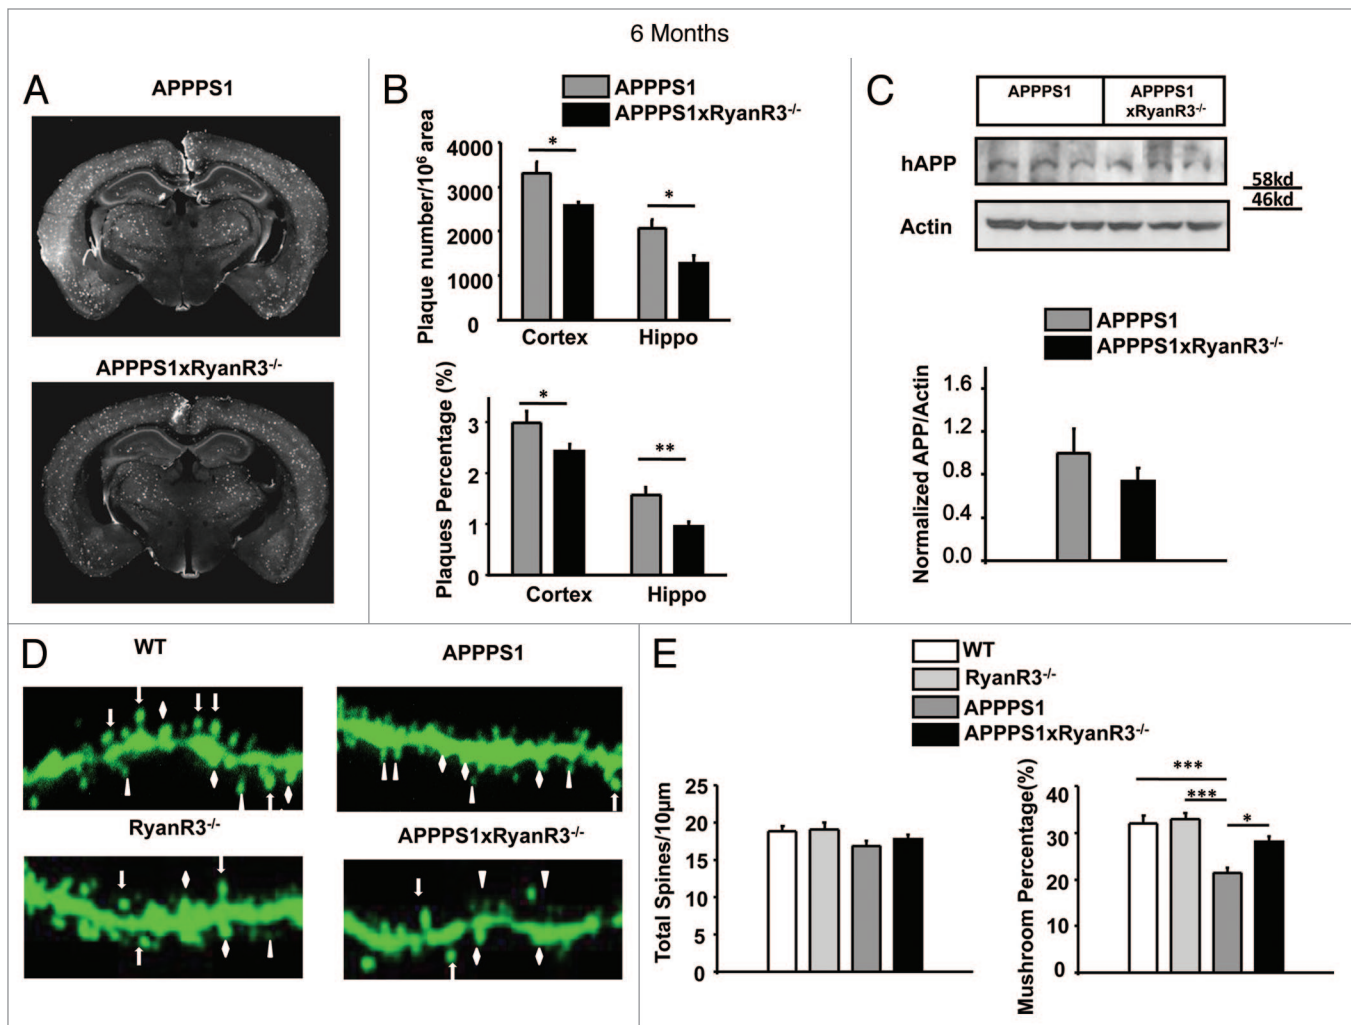 6 Months
A
APPPS1
APPPS1xRyanR3-/-
B
APPPS1
APPPS1xRyanR3-/-
Plaque number/10⁶ area
4000
3000
2000
1000
0
*
*
Cortex
Hippo
Plaques Percentage (%)
3
2
1
0
*
**
Cortex
Hippo
C
APPPS1
APPPS1
xRyanR3-/-
hAPP
58kd
46kd
Actin
APPPS1
APPPS1xRyanR3-/-
Normalized APP/Actin
1.6
1.2
0.8
0.4
0.0
D
WT
APPPS1
RyanR3-/-
APPPS1xRyanR3-/-
E
WT
RyanR3-/-
APPPS1
APPPS1xRyanR3-/-
Total Spines/10µm
25
20
15
10
5
0
Mushroom Percentage(%)
40
30
20
10
0
***
***
*